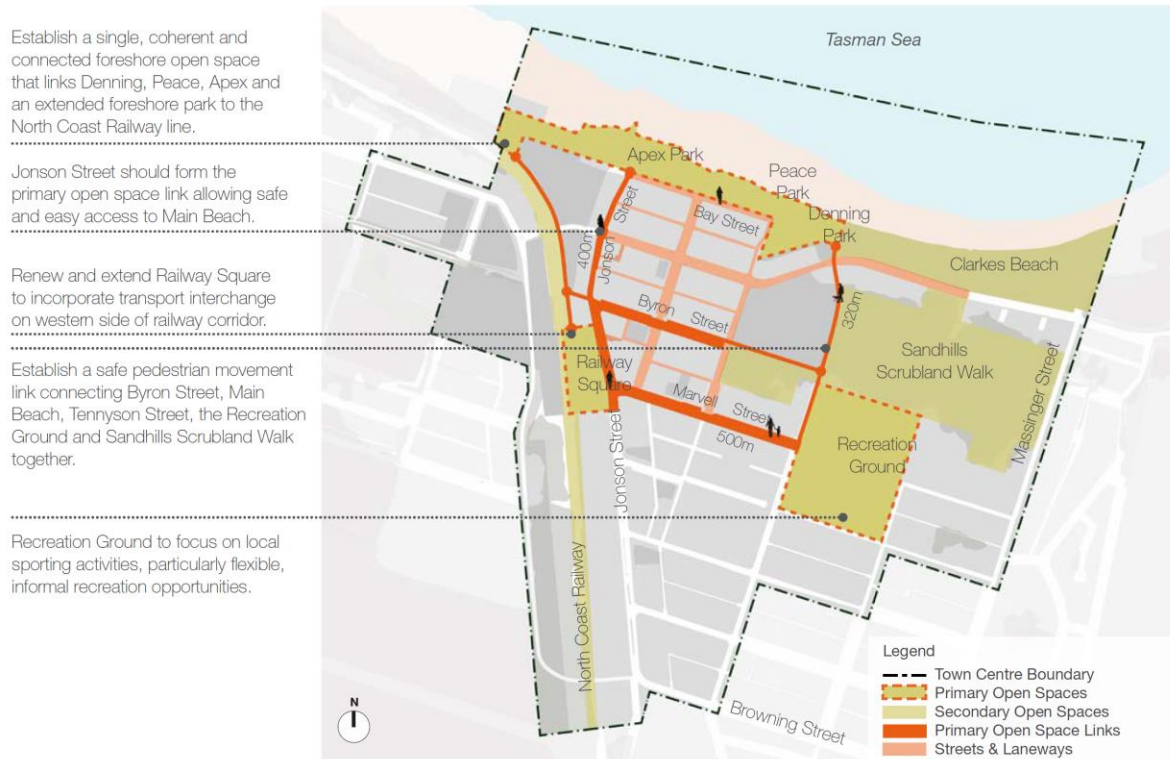 Establish a single, coherent and
connected foreshore open space
that links Denning, Peace, Apex and
an extended foreshore park to the
North Coast Railway line.
Jonson Street should form the
primary open space link allowing safe
and easy access to Main Beach.
Renew and extend Railway Square
to incorporate transport interchange
on western side of railway corridor.
Establish a safe pedestrian movement
link connecting Byron Street, Main
Beach, Tennyson Street, the Recreation
Ground and Sandhills Scrubland Walk
together.
Recreation Ground to focus on local
sporting activities, particularly flexible,
informal recreation opportunities.
Tasman Sea
Apex Park
Peace
Park
Denning
Park
Bay Street
Clarkes Beach
400m
Jonson Street
320m
Byron Street
Sandhills
Scrubland Walk
Railway
Square
Marvell Street
500m
Massinger Street
Recreation
Ground
Jonson Street
North Coast Railway
Browning Street
N
Legend
Town Centre Boundary
Primary Open Spaces
Secondary Open Spaces
Primary Open Space Links
Streets & Laneways